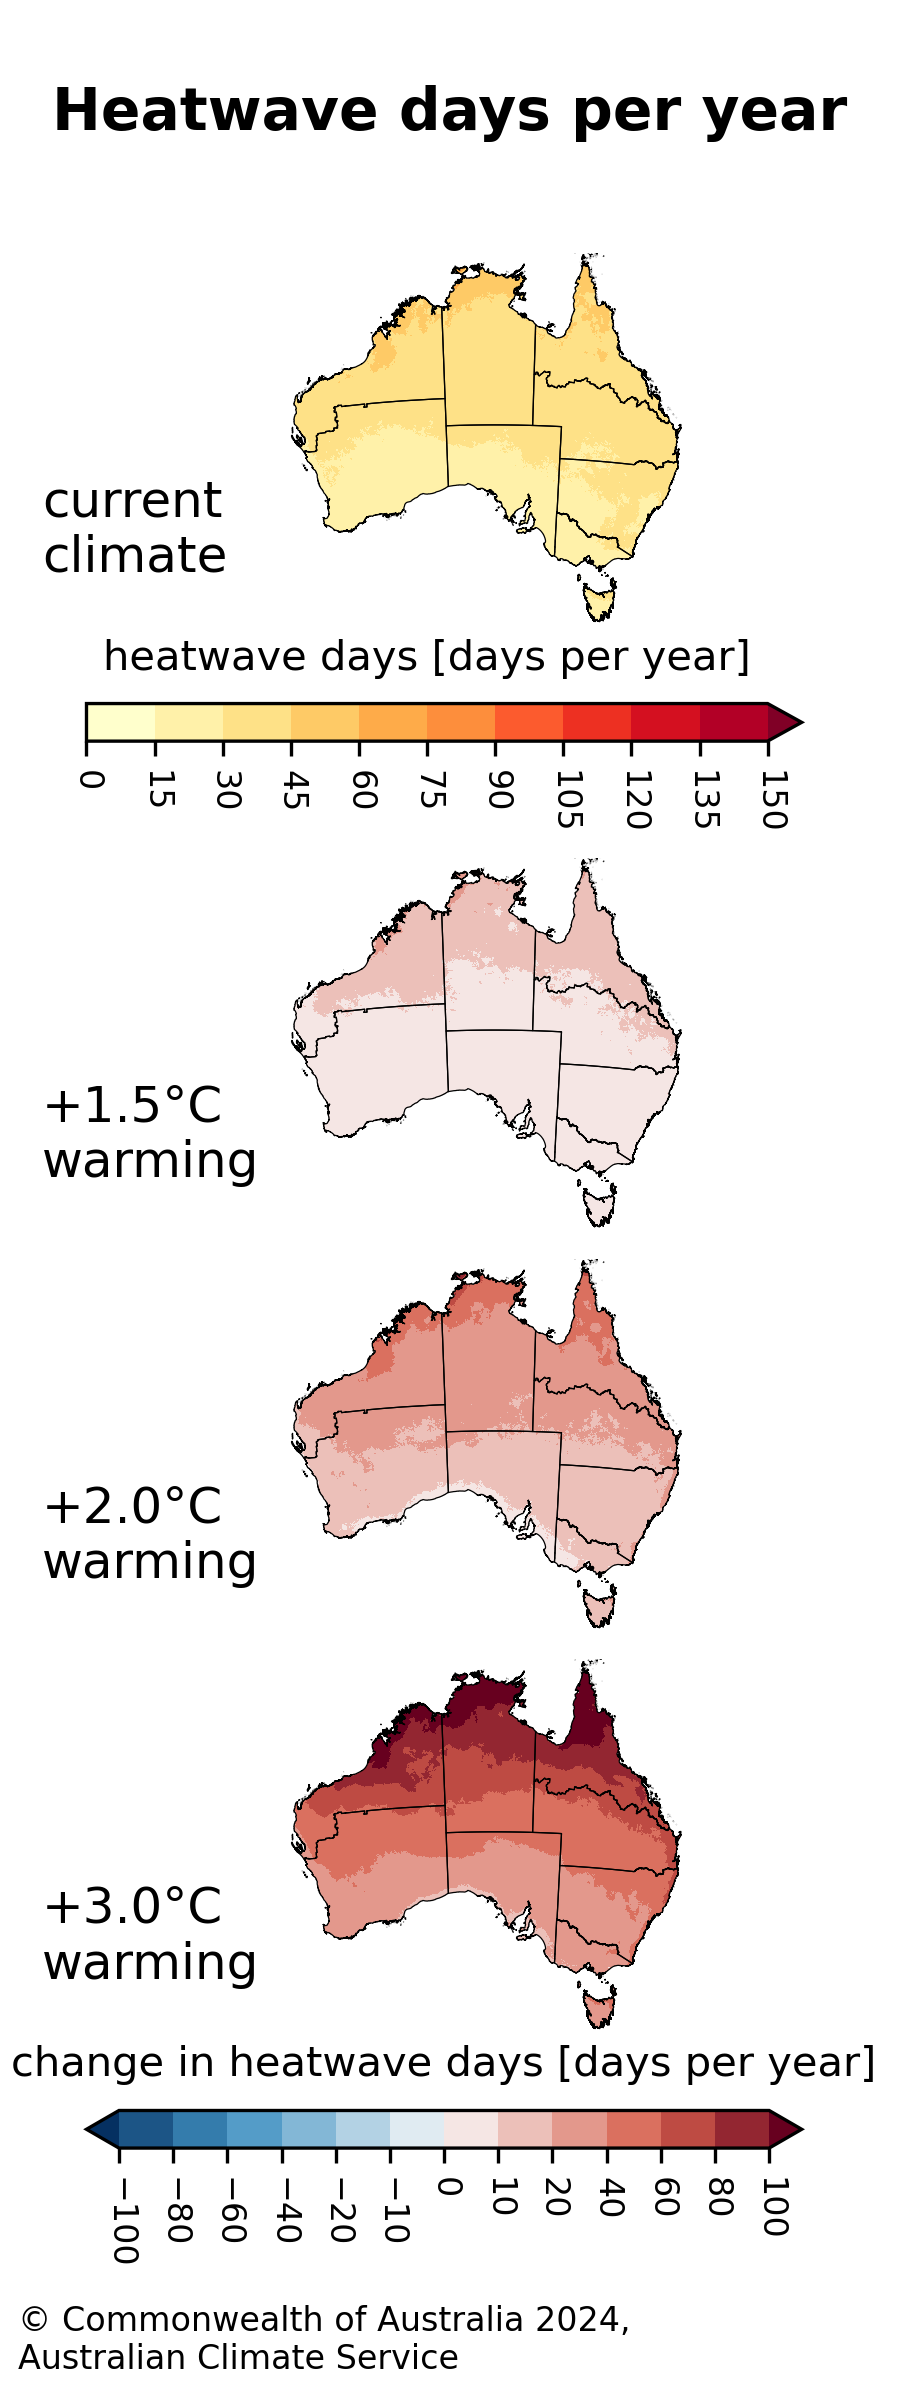 Heatwave days per year
current
climate
heatwave days [days per year]
0 15 30 45 60 75 90 105 120 135 150
+1.5°C
warming
+2.0°C
warming
+3.0°C
warming
change in heatwave days [days per year]
−100 −80 −60 −40 −20 −10 0 10 20 40 60 80 100
© Commonwealth of Australia 2024,
Australian Climate Service